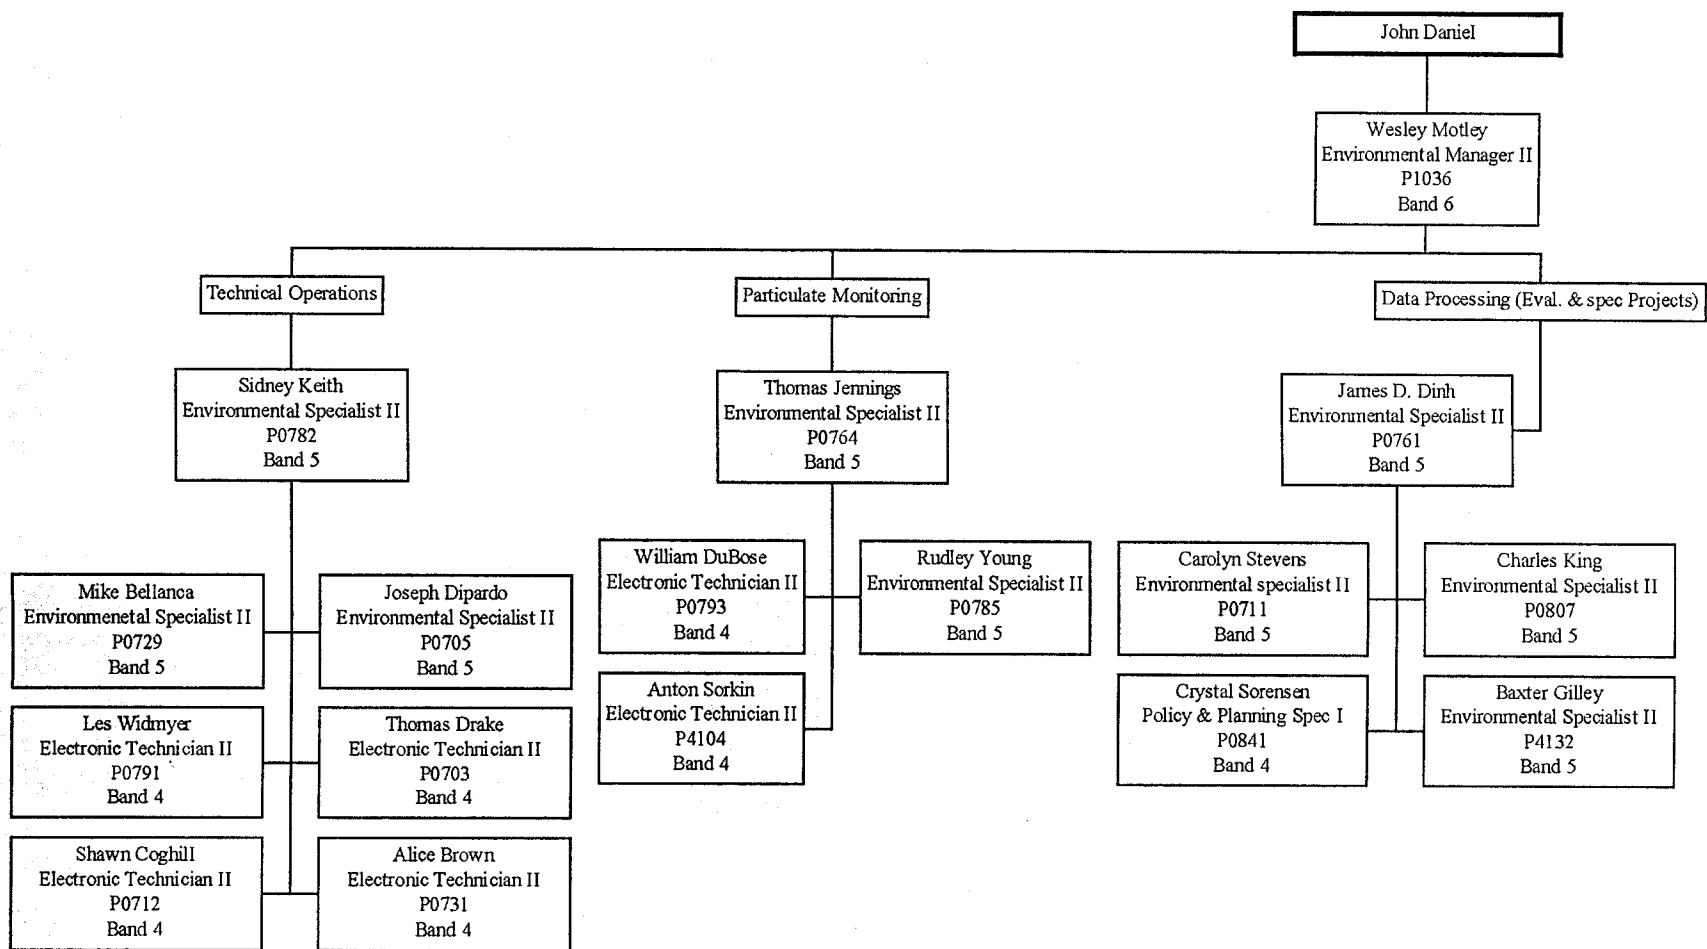 John Daniel
Wesley Motley
Environmental Manager II
P1036
Band 6
Technical Operations
Particulate Monitoring
Data Processing (Eval. & spec Projects)
Sidney Keith
Environmental Specialist II
P0782
Band 5
Thomas Jennings
Environmental Specialist II
P0764
Band 5
James D. Dinh
Environmental Specialist II
P0761
Band 5
Mike Bellanca
Environmenetal Specialist II
P0729
Band 5
Joseph Dipardo
Environmental Specialist II
P0705
Band 5
Les Widmyer
Electronic Technician II
P0791
Band 4
Thomas Drake
Electronic Technician II
P0703
Band 4
Shawn Coghill
Electronic Technician II
P0712
Band 4
Alice Brown
Electronic Technician II
P0731
Band 4
William DuBose
Electronic Technician II
P0793
Band 4
Rudley Young
Environmental Specialist II
P0785
Band 5
Anton Sorkin
Electronic Technician II
P4104
Band 4
Carolyn Stevens
Environmental specialist II
P0711
Band 5
Charles King
Environmental Specialist II
P0807
Band 5
Crystal Sorensen
Policy & Planning Spec I
P0841
Band 4
Baxter Gilley
Environmental Specialist II
P4132
Band 5